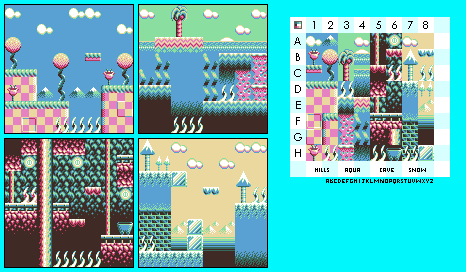 1 2 3 4 5 6 7 8
A
B
C
D
E
F
G
H
HILLS AQUA CAVE SNOW
ABCDEFGHIJKLMNOPQRSTUVWXYZ